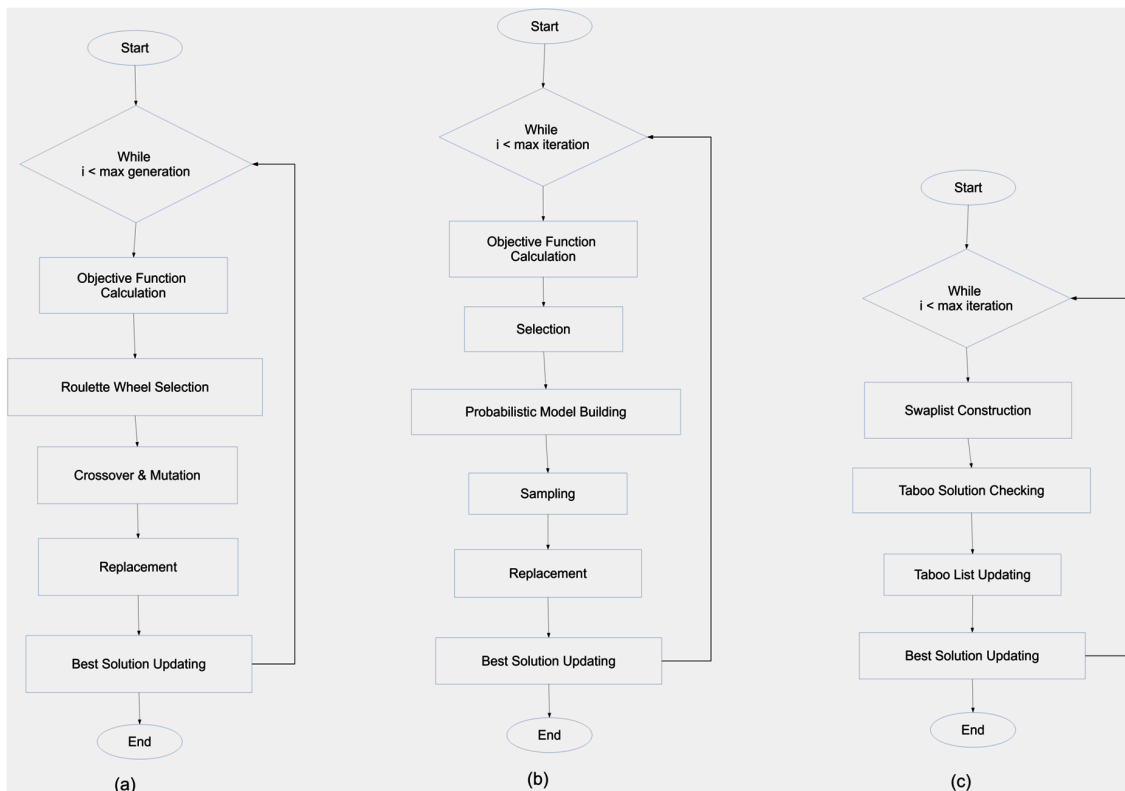 Start
While
i < max generation
Objective Function
Calculation
Roulette Wheel Selection
Crossover & Mutation
Replacement
Best Solution Updating
End
(a)
Start
While
i < max iteration
Objective Function
Calculation
Selection
Probabilistic Model Building
Sampling
Replacement
Best Solution Updating
End
(b)
Start
While
i < max iteration
Swaplist Construction
Taboo Solution Checking
Taboo List Updating
Best Solution Updating
End
(c)